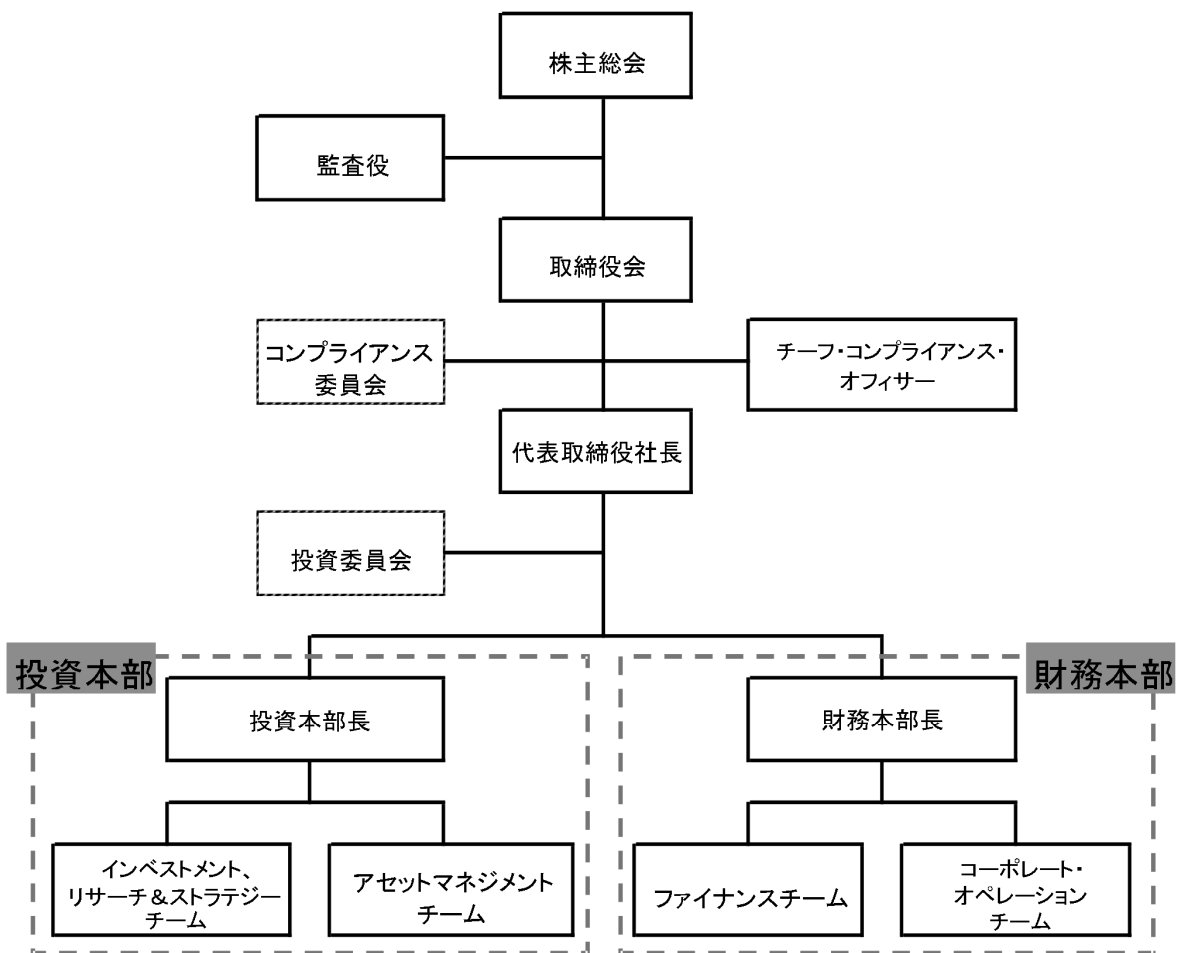 株主総会
監査役
取締役会
コンプライアンス
委員会
チーフ・コンプライアンス・
オフィサー
代表取締役社長
投資委員会
投資本部
財務本部
投資本部長
財務本部長
インベストメント、
リサーチ＆ストラテジー
チーム
アセットマネジメント
チーム
ファイナンスチーム
コーポレート・
オペレーション
チーム